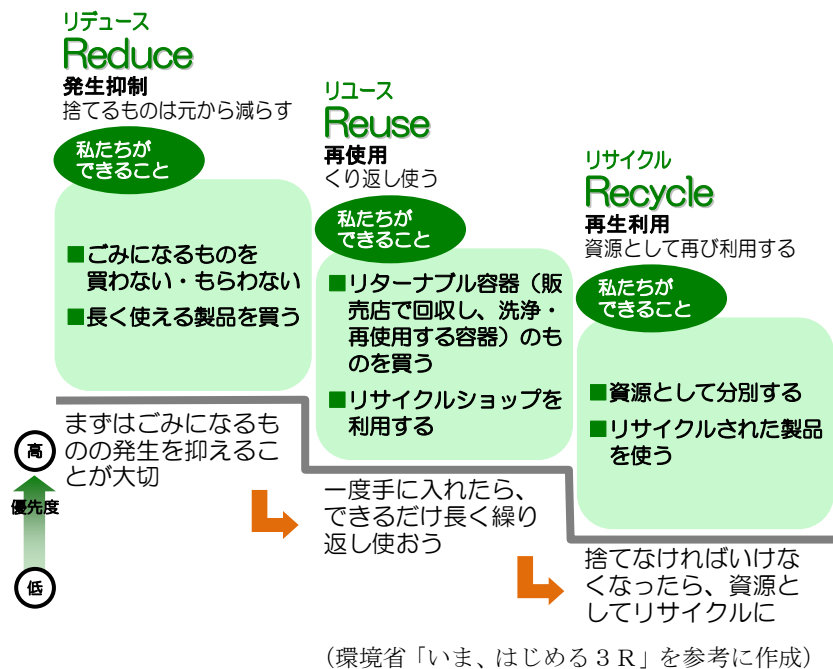 リデュース
Reduce
発生抑制
捨てるものは元から減らす
私たちが
できること
■ごみになるものを
買わない・もらわない
■長く使える製品を買う
まずはごみになるも
のの発生を抑えるこ
とが大切
リユース
Reuse
再使用
くり返し使う
私たちが
できること
■リターナブル容器（販
売店で回収し、洗浄・
再使用する容器）のも
のを買う
■リサイクルショップを
利用する
一度手に入れたら、
できるだけ長く繰り
返し使おう
リサイクル
Recycle
再生利用
資源として再び利用する
私たちが
できること
■資源として分別する
■リサイクルされた製品
を使う
捨てなければいけな
くなったら、資源と
してリサイクルに
高
優先度
低
（環境省「いま、はじめる３Ｒ」を参考に作成）